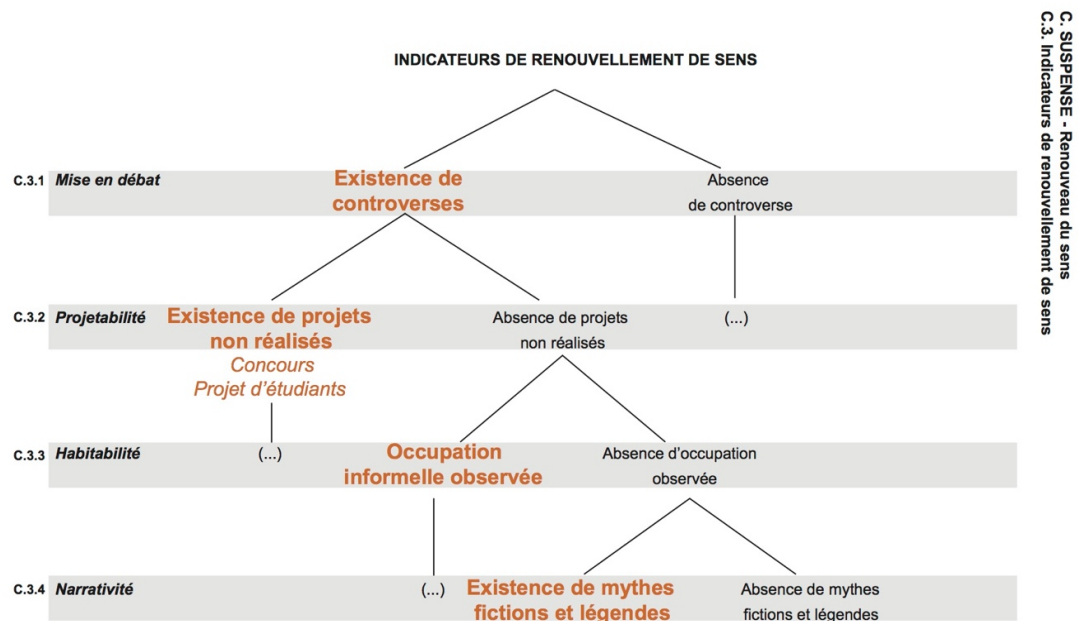 C. SUSPENSE - Renouveau du sens
C.3. Indicateurs de renouvellement de sens
INDICATEURS DE RENOUVELLEMENT DE SENS
C.3.1 Mise en débat
Existence de
controverses
Absence
de controverse
C.3.2 Projetabilité
Existence de projets
non réalisés
Concours
Projet d'étudiants
Absence de projets
non réalisés
(...)
C.3.3 Habitabilité
(...)
Occupation
informelle observée
Absence d'occupation
observée
C.3.4 Narrativité
(...)
Existence de mythes
fictions et légendes
Absence de mythes
fictions et légendes